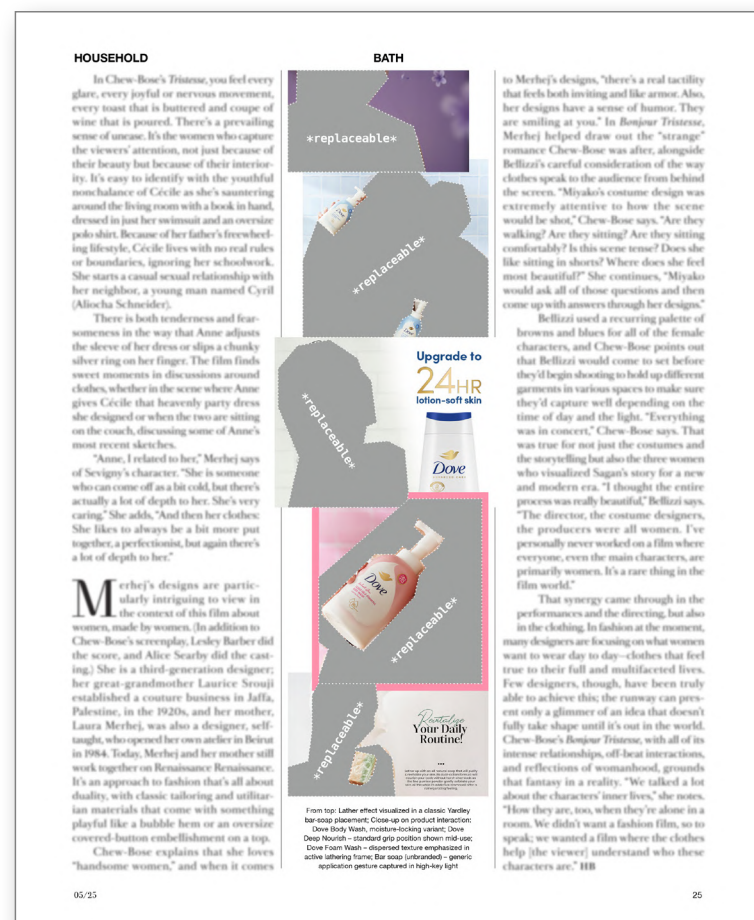 HOUSEHOLD
BATH
In Chew-Bose's Tristesse, you feel every
glare, every joyful or nervous movement,
every toast that is buttered and coupe of
wine that is poured. There's a prevailing
sense of unease. It's the women who capture
the viewers' attention, not just because of
their beauty but because of their interior-
ity. It's easy to identify with the youthful
nonchalance of Cécile as she's sauntering
around the living room with a book in hand,
dressed in just her swimsuit and an oversize
polo shirt. Because of her father's freewheel-
ing lifestyle, Cécile lives with no real rules
or boundaries, ignoring her schoolwork.
She starts a casual sexual relationship with
her neighbor, a young man named Cyril
(Aliocha Schneider).
There is both tenderness and fear-
someness in the way that Anne adjusts
the sleeve of her dress or slips a chunky
silver ring on her finger. The film finds
sweet moments in discussions around
clothes, whether in the scene where Anne
gives Cécile that heavenly party dress
she designed or when the two are sitting
on the couch, discussing some of Anne's
most recent sketches.
"Anne, I related to her," Merhej says
of Sevigny's character. "She is someone
who can come off as a bit cold, but there's
actually a lot of depth to her. She's very
caring." She adds, "And then her clothes:
She likes to always be a bit more put
together, a perfectionist, but again there's
a lot of depth to her."
Merhej's designs are partic-
ularly intriguing to view in
the context of this film about
women, made by women. (In addition to
Chew-Bose's screenplay, Lesley Barber did
the score, and Alice Searby did the cast-
ing.) She is a third-generation designer;
her great-grandmother Laurice Srouji
established a couture business in Jaffa,
Palestine, in the 1920s, and her mother,
Laura Merhej, was also a designer, self-
taught, who opened her own atelier in Beirut
in 1984. Today, Merhej and her mother still
work together on Renaissance Renaissance.
It's an approach to fashion that's all about
duality, with classic tailoring and utilitar-
ian materials that come with something
playful like a bubble hem or an oversize
covered-button embellishment on a top.
Chew-Bose explains that she loves
"handsome women," and when it comes
*replaceable*
*replaceable*
*replaceable*
Upgrade to
24HR
lotion-soft skin
Dove
Dove
*replaceable*
*replaceable*
Revitalize
Your Daily
Routine!
From top: Lather effect visualized in a classic Yardley
bar-soap placement; Close-up on product interaction:
Dove Body Wash, moisture-locking variant; Dove
Deep Nourish – standard grip position shown mid-use;
Dove Foam Wash – dispersed texture emphasized in
active lathering frame; Bar soap (unbranded) – generic
application gesture captured in high-key light
to Merhej's designs, "there's a real tactility
that feels both inviting and like armor. Also,
her designs have a sense of humor. They
are smiling at you." In Bonjour Tristesse,
Merhej helped draw out the "strange"
romance Chew-Bose was after, alongside
Bellizzi's careful consideration of the way
clothes speak to the audience from behind
the screen. "Miyako's costume design was
extremely attentive to how the scene
would be shot," Chew-Bose says. "Are they
walking? Are they sitting? Are they sitting
comfortably? Is this scene tense? Does she
like sitting in shorts? Where does she feel
most beautiful?" She continues, "Miyako
would ask all of those questions and then
come up with answers through her designs."
Bellizzi used a recurring palette of
browns and blues for all of the female
characters, and Chew-Bose points out
that Bellizzi would come to set before
they'd begin shooting to hold up different
garments in various spaces to make sure
they'd capture well depending on the
time of day and the light. "Everything
was in concert," Chew-Bose says. That
was true for not just the costumes and
the storytelling but also the three women
who visualized Sagan's story for a new
and modern era. "I thought the entire
process was really beautiful," Bellizzi says.
"The director, the costume designers,
the producers were all women. I've
personally never worked on a film where
everyone, even the main characters, are
primarily women. It's a rare thing in the
film world."
That synergy came through in the
performances and the directing, but also
in the clothing. In fashion at the moment,
many designers are focusing on what women
want to wear day to day—clothes that feel
true to their full and multifaceted lives.
Few designers, though, have been truly
able to achieve this; the runway can pres-
ent only a glimmer of an idea that doesn't
fully take shape until it's out in the world.
Chew-Bose's Bonjour Tristesse, with all of its
intense relationships, off-beat interactions,
and reflections of womanhood, grounds
that fantasy in a reality. "We talked a lot
about the characters' inner lives," she notes.
"How they are, too, when they're alone in a
room. We didn't want a fashion film, so to
speak; we wanted a film where the clothes
help [the viewer] understand who these
characters are." HB
05/25
25